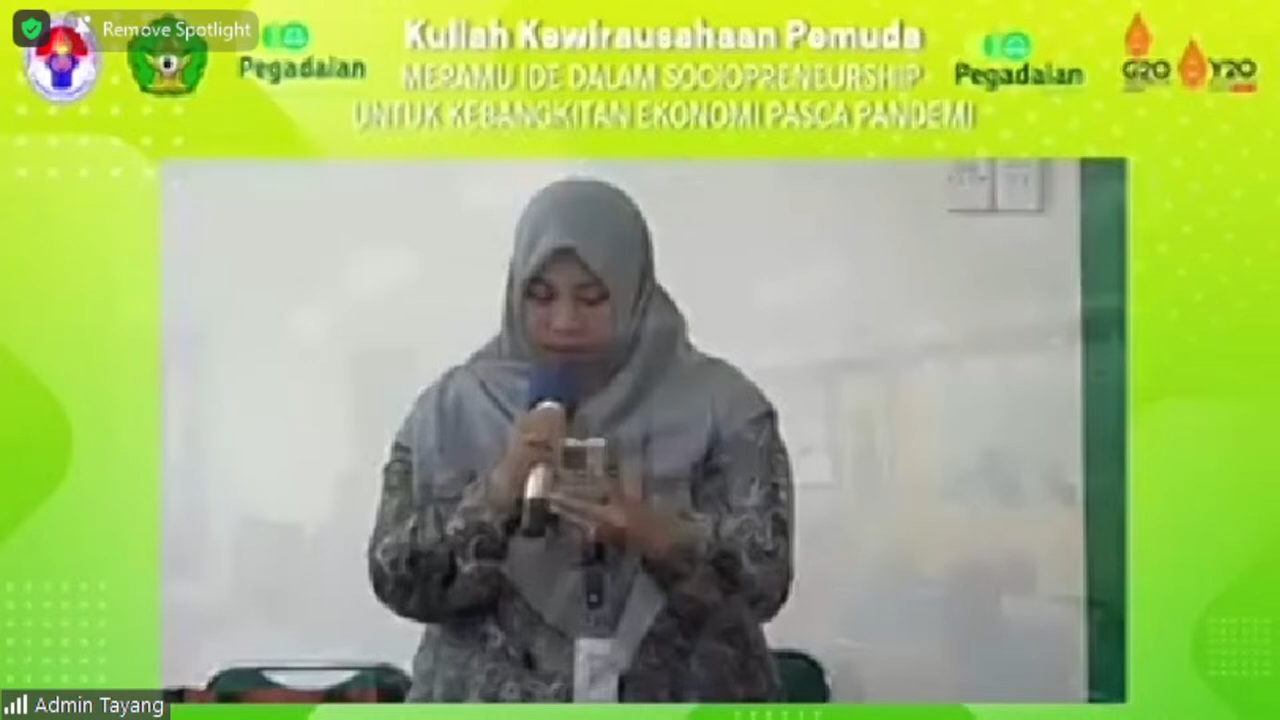 Remove Spotlight
Pegadaian
Kuliah Kewirausahaan Pemuda
MERAMU IDE DALAM SOCIOPRENEURSHIP
UNTUK KEBANGKITAN EKONOMI PASCA PANDEMI
Pegadaian
G20 Y20
Admin Tayang